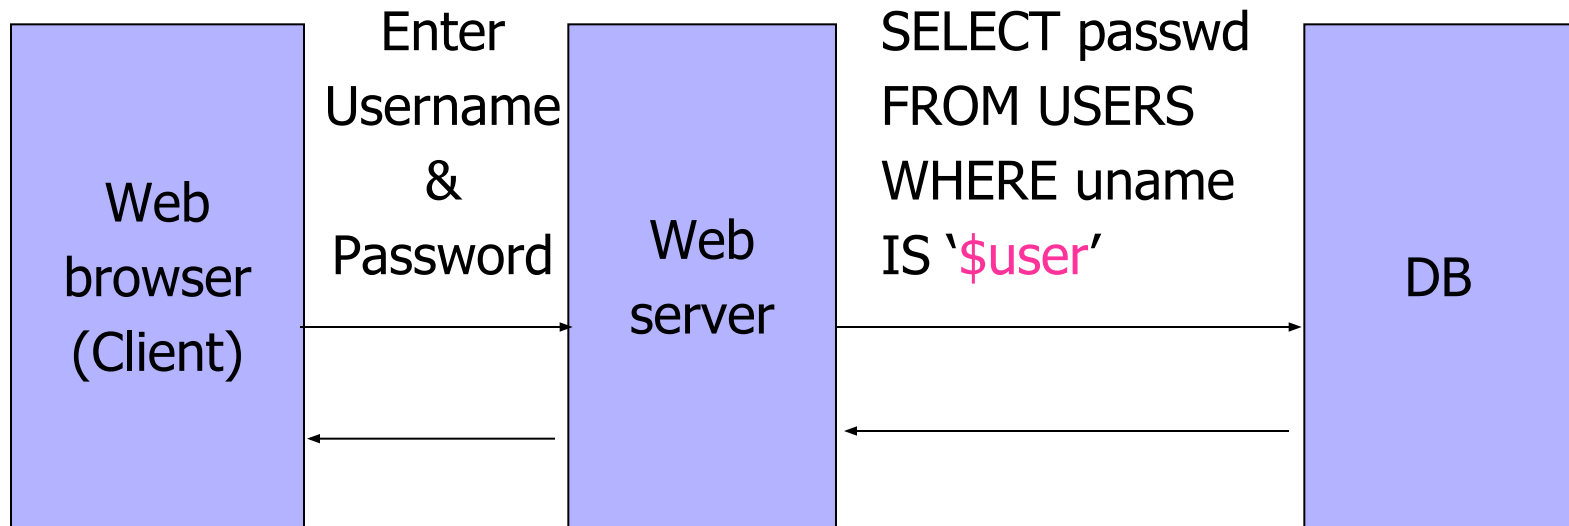 Web
browser
(Client)
Enter
Username
&
Password
Web
server
SELECT passwd
FROM USERS
WHERE uname
IS ‘$user’
DB